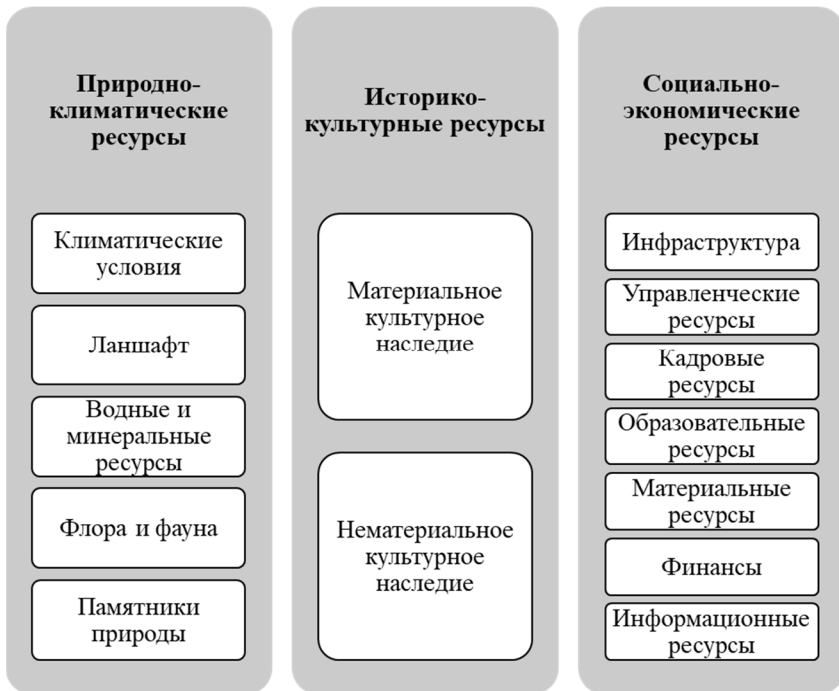 Природно-
климатические
ресурсы
Климатические
условия
Ланшафт
Водные и
минеральные
ресурсы
Флора и фауна
Памятники
природы
Историко-
культурные ресурсы
Материальное
культурное
наследие
Нематериальное
культурное
наследие
Социально-
экономические
ресурсы
Инфраструктура
Управленческие
ресурсы
Кадровые
ресурсы
Образовательные
ресурсы
Материальные
ресурсы
Финансы
Информационные
ресурсы